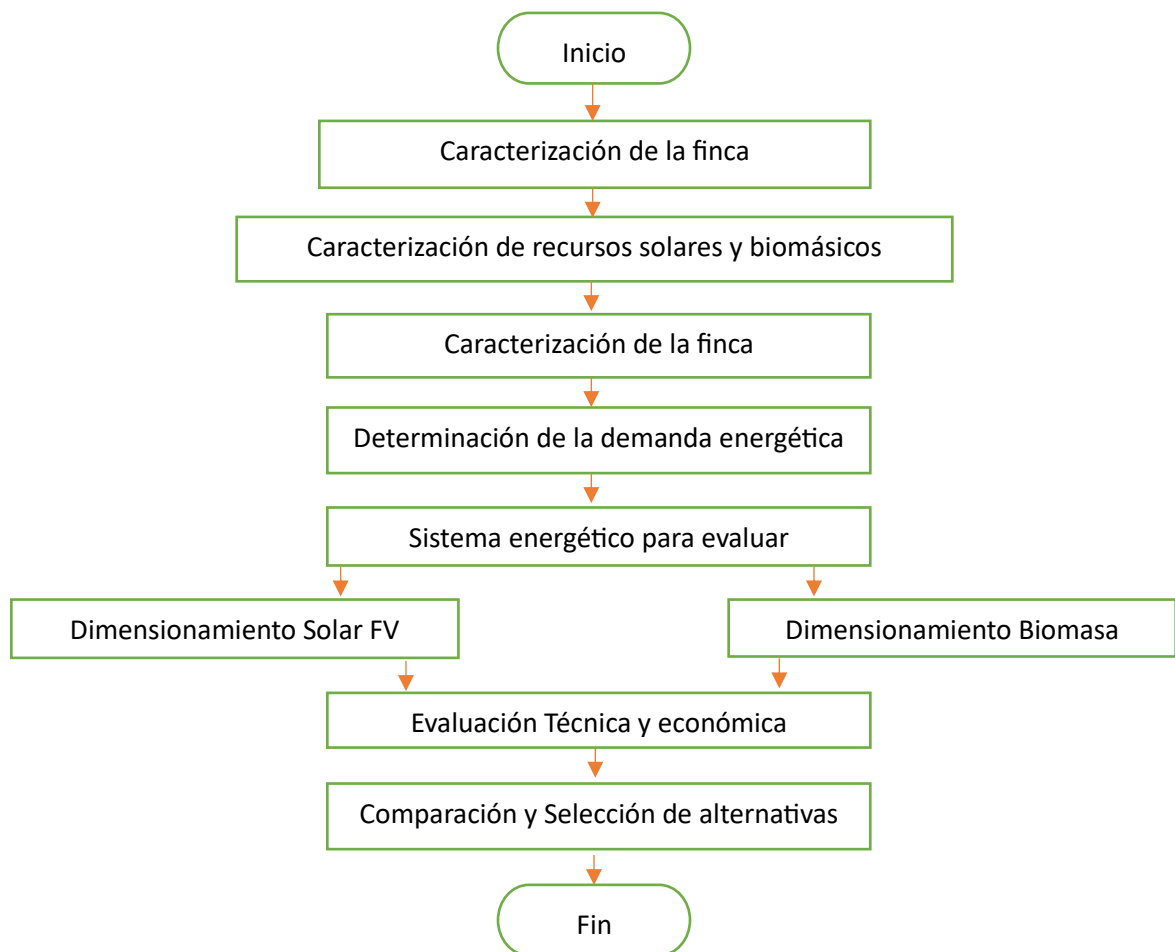 Inicio
Caracterización de la finca
Caracterización de recursos solares y biomásicos
Caracterización de la finca
Determinación de la demanda energética
Sistema energético para evaluar
Dimensionamiento Solar FV
Dimensionamiento Biomasa
Evaluación Técnica y económica
Comparación y Selección de alternativas
Fin